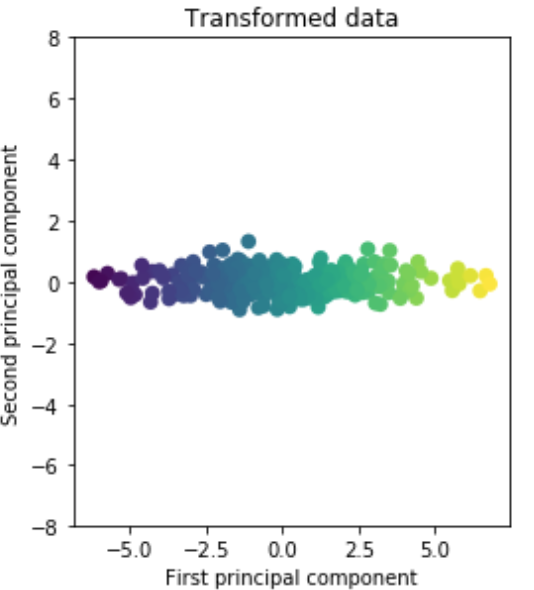 Transformed data
8
6
4
2
0
−2
−4
−6
−8
Second principal component
−5.0 −2.5 0.0 2.5 5.0
First principal component